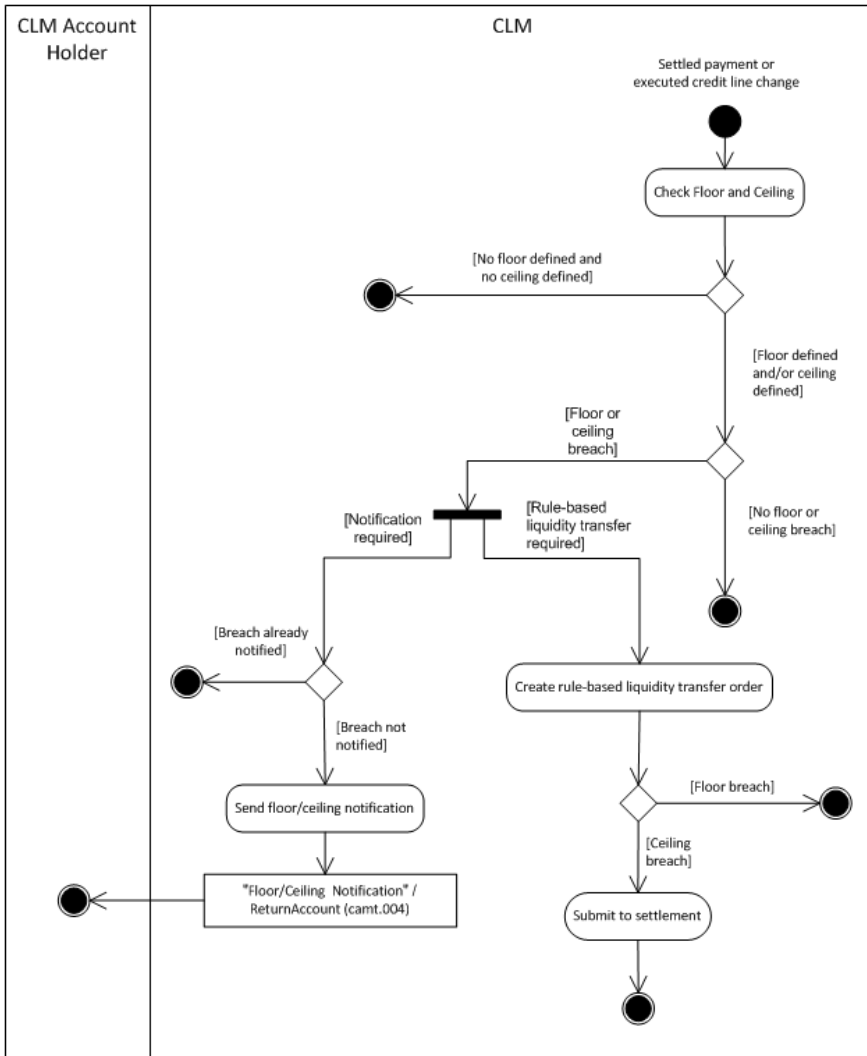 CLM Account
Holder
CLM
Settled payment or
executed credit line change
Check Floor and Ceiling
[No floor defined and
no ceiling defined]
[Floor defined
and/or ceiling
defined]
[Floor or
ceiling
breach]
[No floor or
ceiling breach]
[Notification
required]
[Rule-based
liquidity transfer
required]
[Breach already
notified]
Create rule-based liquidity transfer order
[Breach not
notified]
Send floor/ceiling notification
[Floor breach]
[Ceiling
breach]
"Floor/Ceiling Notification" /
ReturnAccount (camt.004)
Submit to settlement